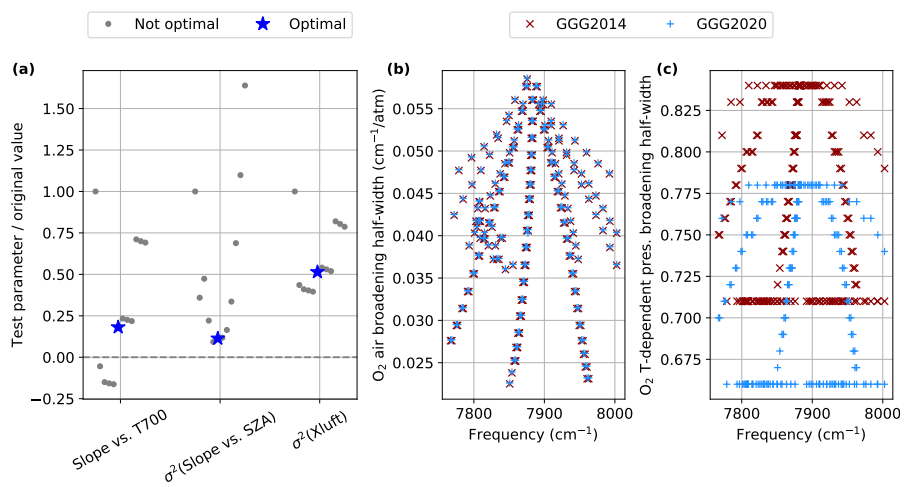 Not optimal
Optimal
GGG2014
GGG2020
(a)
(b)
(c)
Test parameter / original value
1.50
1.25
1.00
0.75
0.50
0.25
0.00
−0.25
Slope vs. T700
σ²(Slope vs. SZA)
σ²(Xluft)
O₂ air broadening half-width (cm⁻¹/atm)
0.055
0.050
0.045
0.040
0.035
0.030
0.025
7800
7900
8000
Frequency (cm⁻¹)
O₂ T-dependent pres. broadening half-width
0.825
0.800
0.775
0.750
0.725
0.700
0.675
7800
7900
8000
Frequency (cm⁻¹)